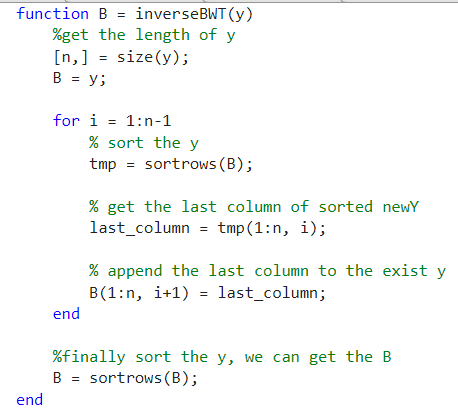 function B = inverseBWT(y)
%get the length of y
[n,] = size(y);
B = y;
for i = 1:n-1
% sort the y
tmp = sortrows(B);
% get the last column of sorted newY
last_column = tmp(1:n, i);
% append the last column to the exist y
B(1:n, i+1) = last_column;
end
%finally sort the y, we can get the B
B = sortrows(B);
end